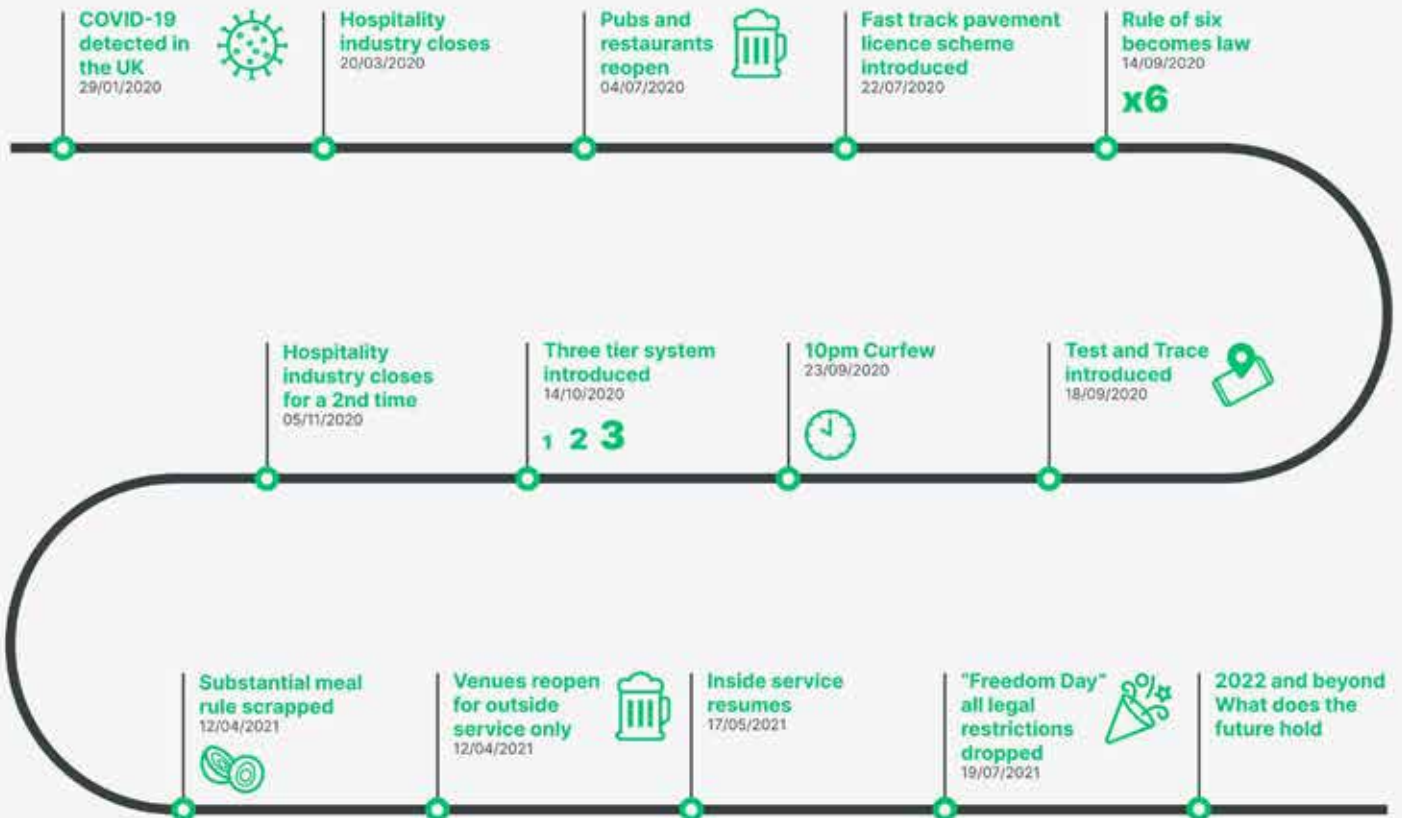 COVID-19
detected in
the UK
29/01/2020
Hospitality
industry closes
20/03/2020
Pubs and
restaurants
reopen
04/07/2020
Fast track pavement
licence scheme
introduced
22/07/2020
Rule of six
becomes law
14/09/2020
x6
Test and Trace
introduced
18/09/2020
10pm Curfew
23/09/2020
Three tier system
introduced
14/10/2020
1 2 3
Hospitality
industry closes
for a 2nd time
05/11/2020
Substantial meal
rule scrapped
12/04/2021
Venues reopen
for outside
service only
12/04/2021
Inside service
resumes
17/05/2021
"Freedom Day"
all legal
restrictions
dropped
19/07/2021
2022 and beyond
What does the
future hold